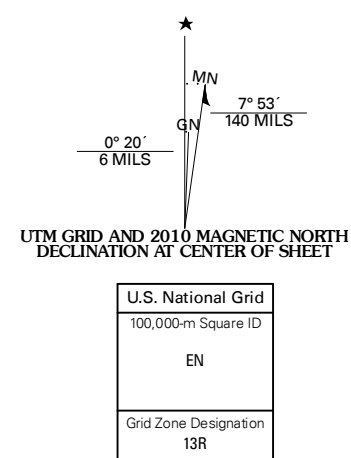 MN
7° 53´
140 MILS
GN
0° 20´
6 MILS
UTM GRID AND 2010 MAGNETIC NORTH
DECLINATION AT CENTER OF SHEET
U.S. National Grid
100,000-m Square ID
EN
Grid Zone Designation
13R